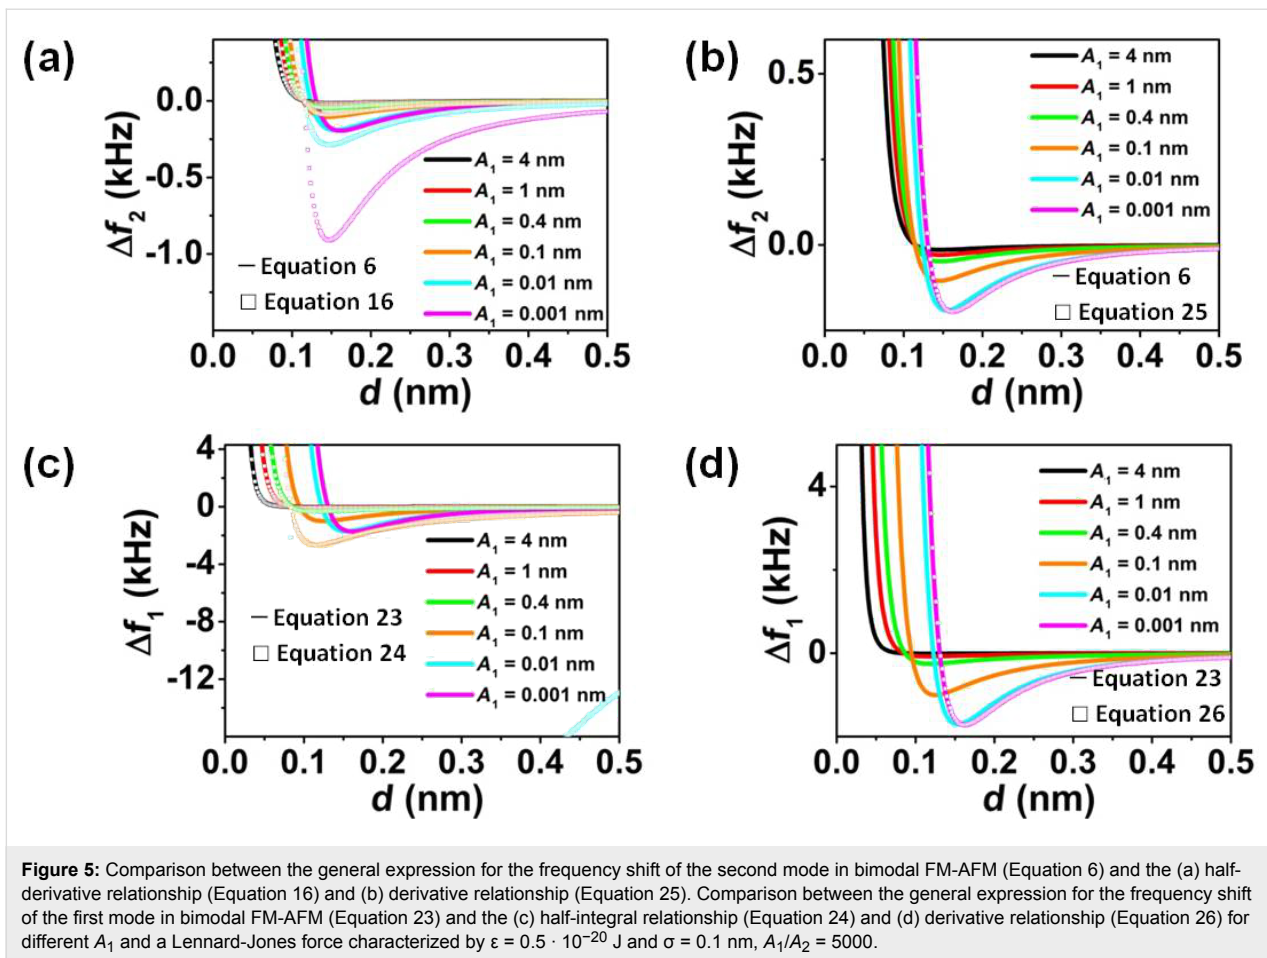 (a)
0.0
-0.5
-1.0
Δf2 (kHz)
A1 = 4 nm
A1 = 1 nm
A1 = 0.4 nm
A1 = 0.1 nm
A1 = 0.01 nm
A1 = 0.001 nm
— Equation 6
□ Equation 16
0.0 0.1 0.2 0.3 0.4 0.5
d (nm)
(b)
0.5
0.0
Δf2 (kHz)
A1 = 4 nm
A1 = 1 nm
A1 = 0.4 nm
A1 = 0.1 nm
A1 = 0.01 nm
A1 = 0.001 nm
— Equation 6
□ Equation 25
0.0 0.1 0.2 0.3 0.4 0.5
d (nm)
(c)
4
0
-4
-8
-12
Δf1 (kHz)
A1 = 4 nm
A1 = 1 nm
A1 = 0.4 nm
A1 = 0.1 nm
A1 = 0.01 nm
A1 = 0.001 nm
— Equation 23
□ Equation 24
0.0 0.1 0.2 0.3 0.4 0.5
d (nm)
(d)
4
0
Δf1 (kHz)
A1 = 4 nm
A1 = 1 nm
A1 = 0.4 nm
A1 = 0.1 nm
A1 = 0.01 nm
A1 = 0.001 nm
— Equation 23
□ Equation 26
0.0 0.1 0.2 0.3 0.4 0.5
d (nm)
Figure 5: Comparison between the general expression for the frequency shift of the second mode in bimodal FM-AFM (Equation 6) and the (a) half-
derivative relationship (Equation 16) and (b) derivative relationship (Equation 25). Comparison between the general expression for the frequency shift
of the first mode in bimodal FM-AFM (Equation 23) and the (c) half-integral relationship (Equation 24) and (d) derivative relationship (Equation 26) for
different A1 and a Lennard-Jones force characterized by ε = 0.5 · 10−20 J and σ = 0.1 nm, A1/A2 = 5000.